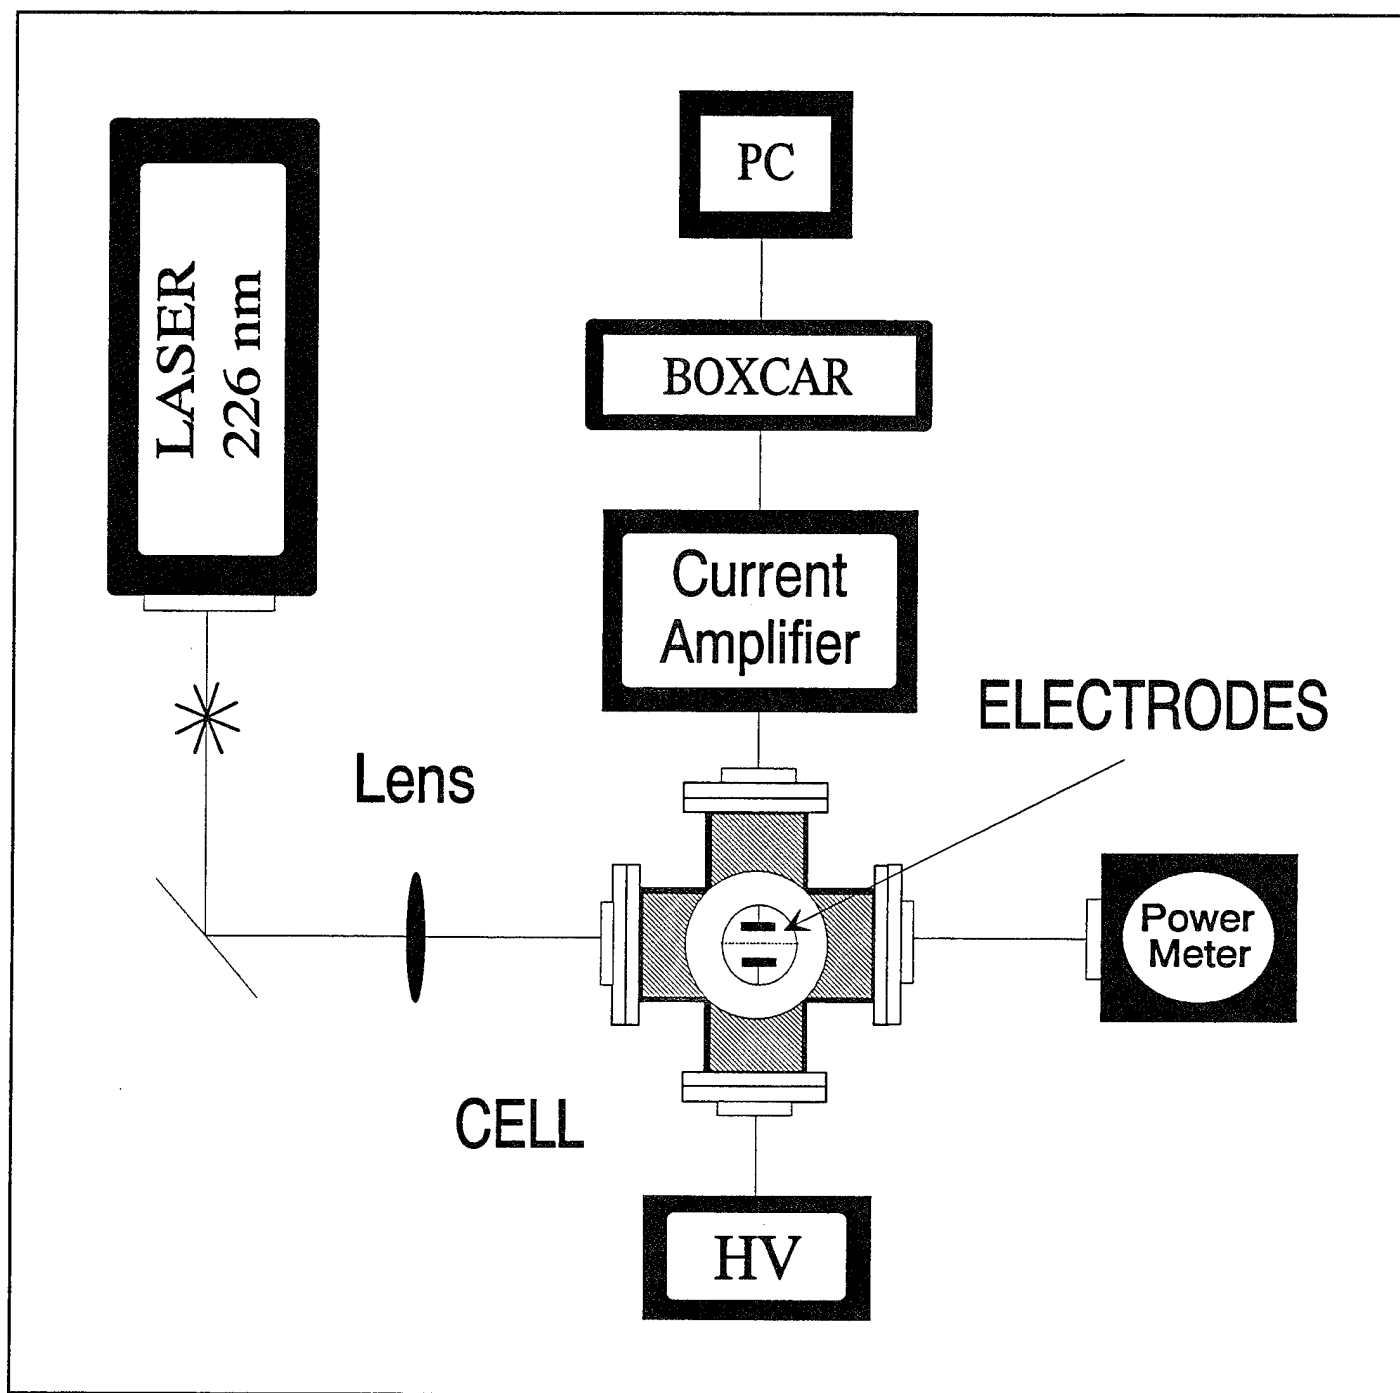 PC
LASER
226 nm
BOXCAR
Current
Amplifier
ELECTRODES
Lens
Power
Meter
CELL
HV